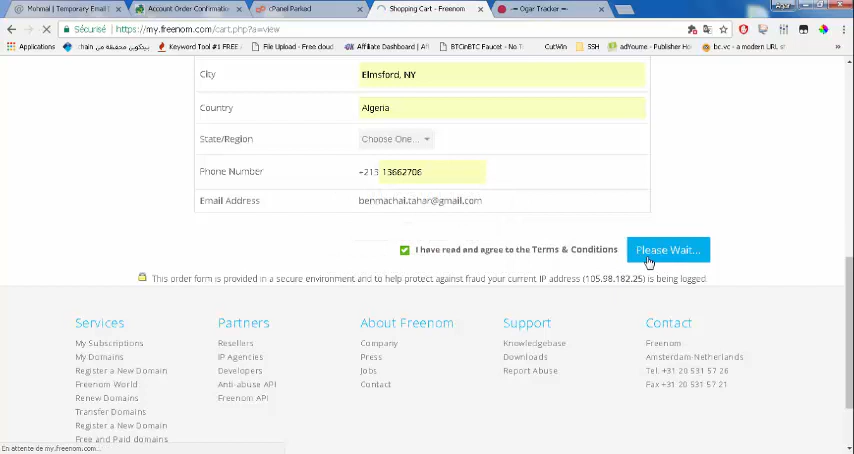 Mohmal | Temporary Email
Account Order Confirmatio
cPanel Parked
Shopping Cart - Freenom
Ogar Tracker
Sécurisé
https://my.freenom.com/cart.php?a=view
Applications
Keyword Tool #1 FREE
File Upload - Free cloud
Affiliate Dashboard | Afl
BTCinBTC Faucet - No Ti
CutWin
SSH
adYoume - Publisher Ho
bc.vc - a modern URL st
City
Elmsford, NY
Country
Algeria
State/Region
Choose One...
Phone Number
+213 13662706
Email Address
benmachai.tahar@gmail.com
I have read and agree to the Terms & Conditions
Please Wait...
This order form is provided in a secure environment and to help protect against fraud your current IP address (105.98.182.25) is being logged.
Services
My Subscriptions
My Domains
Register a New Domain
Freenom World
Renew Domains
Transfer Domains
Register a New Domain
Free and Paid domains
Partners
Resellers
IP Agencies
Developers
Anti-abuse API
Freenom API
About Freenom
Company
Press
Jobs
Contact
Support
Knowledgebase
Downloads
Report Abuse
Contact
Freenom
Amsterdam-Netherlands
Tel. +31 20 531 57 26
Fax +31 20 531 57 21
En attente de my.freenom.com...